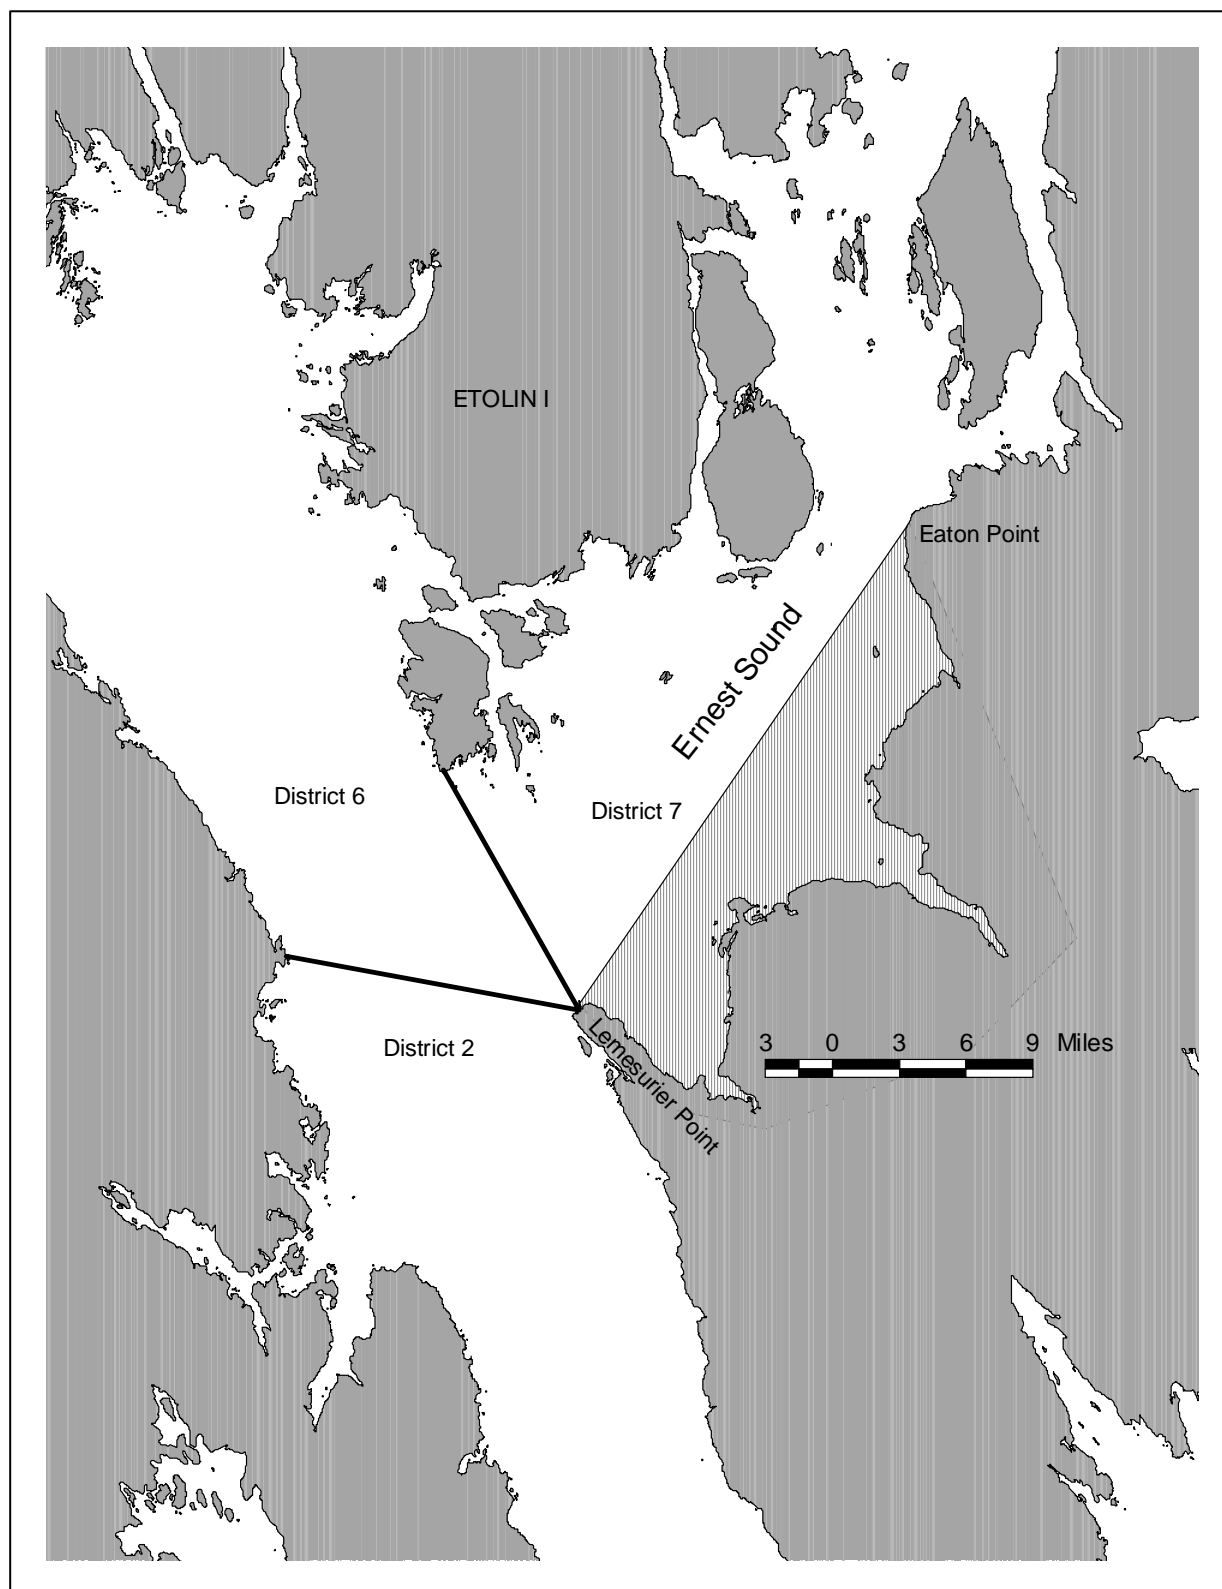 ETOLIN I
Eaton Point
Ernest Sound
District 6
District 7
District 2
Lemesurier Point
3 0 3 6 9 Miles